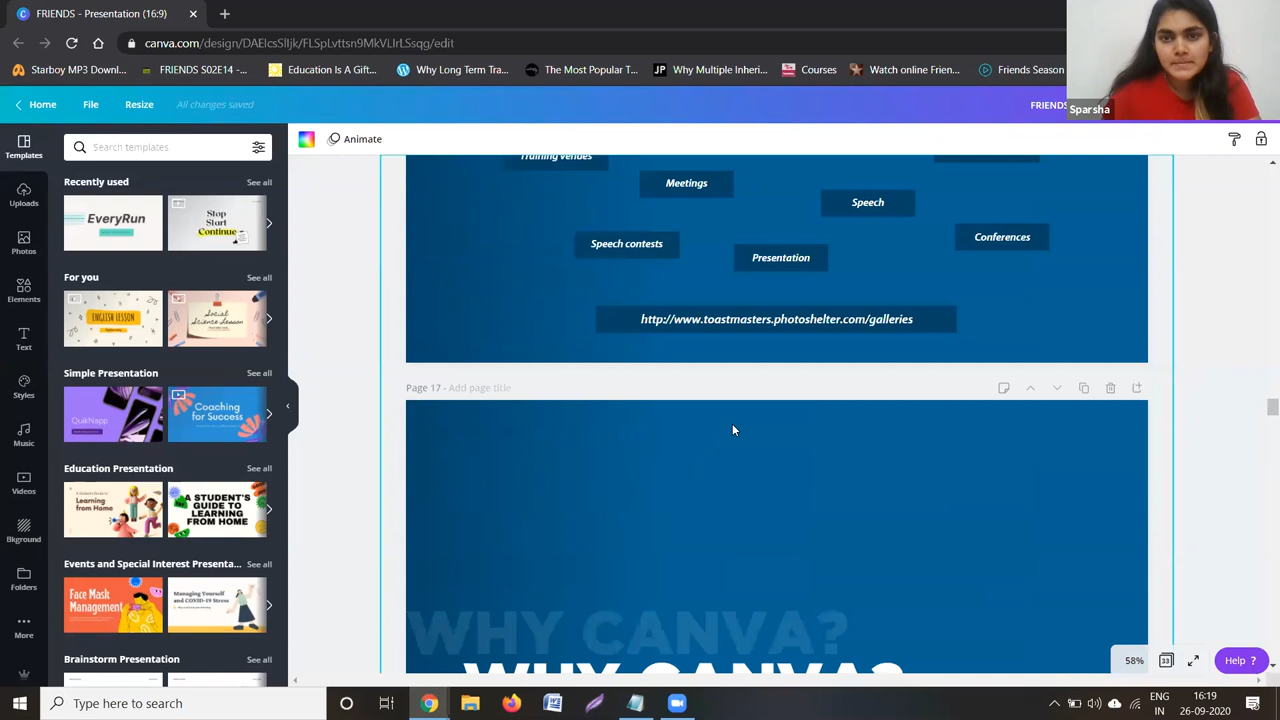 FRIENDS - Presentation (16:9)
canva.com/design/DAElcsSlIjk/FLSpLvttsn9MkVLIrLSsqg/edit
Starboy MP3 Downl...
FRIENDS S02E14 -...
Education Is A Gift...
Why Long Term Tra...
The Most Popular T...
Why Multiple Inheri...
Courses
Watch online Frien...
Friends Season
Sparsha
Home
File
Resize
All changes saved
FRIENDS
Templates
Search templates
Animate
Uploads
Photos
Elements
Text
Styles
Music
Videos
Bkground
Folders
More
Recently used
See all
EveryRun
Stop
Start
Continue
For you
See all
ENGLISH LESSON
Social
Science Lesson
Simple Presentation
See all
QuikNapp
Coaching
for Success
Education Presentation
See all
A Student's Guide to
Learning
from Home
A STUDENT'S
GUIDE TO
LEARNING
FROM HOME
Events and Special Interest Presenta...
See all
Face Mask
Management
Managing Yourself
and COVID-19 Stress
Brainstorm Presentation
See all
Training venues
Meetings
Speech
Speech contests
Presentation
Conferences
http://www.toastmasters.photoshelter.com/galleries
Page 17 - Add page title
WHY CANVA?
WHY CANVA?
58%
33
Help ?
Type here to search
ENG
IN
16:19
26-09-2020